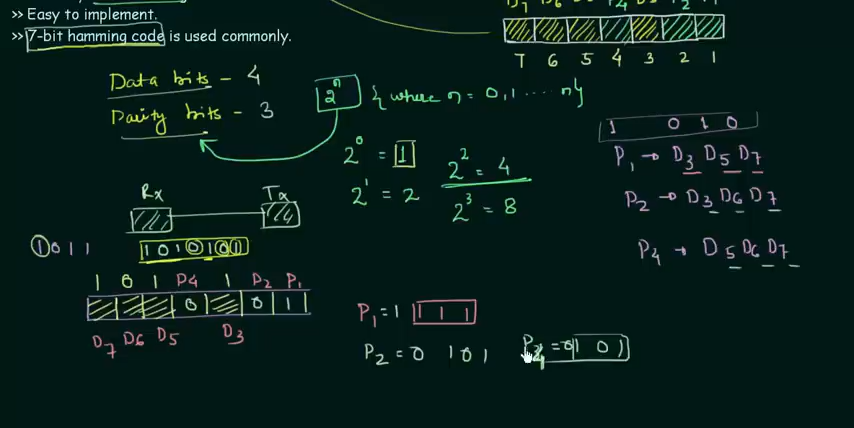 D7 D6 D5 P4 D3 P2 P1
>> Easy to implement.
>> 7-bit hamming code is used commonly.
7 6 5 4 3 2 1
Data bits - 4
Parity bits - 3
2^n { where n = 0, 1 ..... n}
2^0 = 1
2^1 = 2
2^2 = 4
2^3 = 8
1 0 1 0
P1 → D3 D5 D7
P2 → D3 D6 D7
P4 → D5 D6 D7
Rx Tx
1 0 1 1
1 0 1 0 1 0 1
1 0 1 P4 1 P2 P1
0 0 1
D7 D6 D5 D3
P1 = 1 1 1 1
P2 = 0 1 0 1
P4 = 0 1 0 1